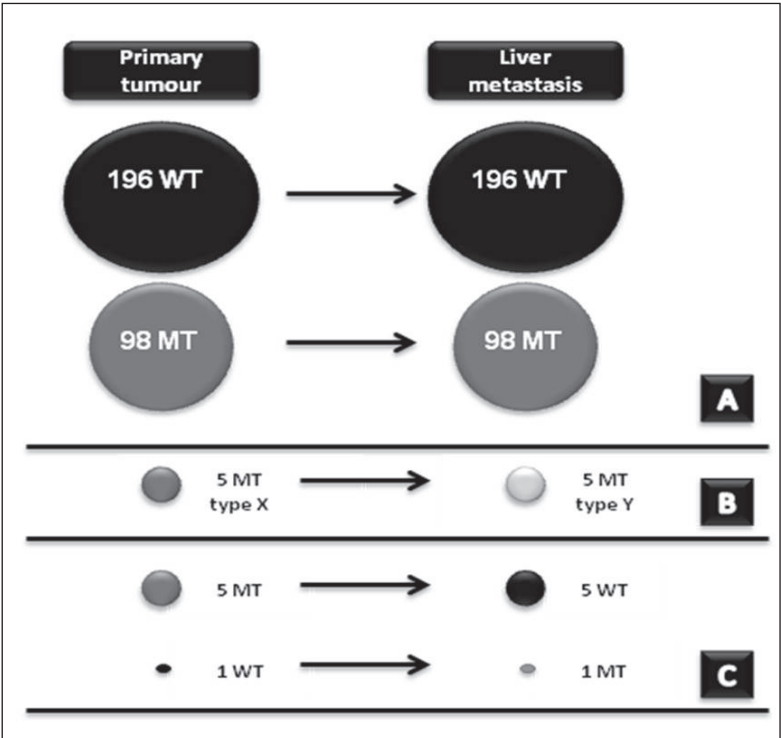 Primary
tumour
Liver
metastasis
196 WT
196 WT
98 MT
98 MT
A
5 MT
type X
5 MT
type Y
B
5 MT
5 WT
1 WT
1 MT
C